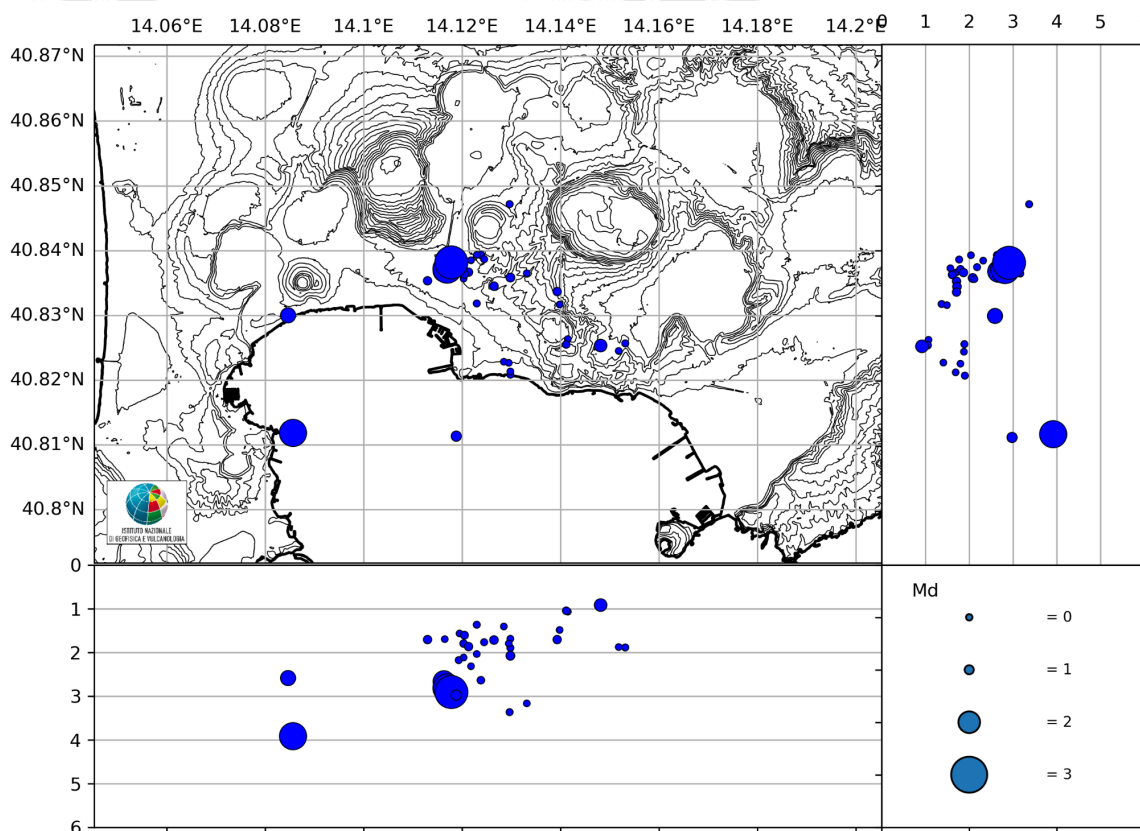 14.06°E 14.08°E 14.1°E 14.12°E 14.14°E 14.16°E 14.18°E 14.2°E
0 1 2 3 4 5
40.87°N
40.86°N
40.85°N
40.84°N
40.83°N
40.82°N
40.81°N
40.8°N
ISTITUTO NAZIONALE
DI GEOFISICA E VULCANOLOGIA
0
1
2
3
4
5
6
Md
= 0
= 1
= 2
= 3